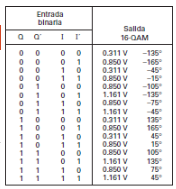 Entrada
binaria
Salida
16-QAM
Q Q' I I'
0 0 0 0 0.311 V −135°
0 0 0 1 0.850 V −165°
0 0 1 0 0.311 V −45°
0 0 1 1 0.850 V −15°
0 1 0 0 0.850 V −105°
0 1 0 1 1.161 V −135°
0 1 1 0 0.850 V −75°
0 1 1 1 1.161 V −45°
1 0 0 0 0.311 V 135°
1 0 0 1 0.850 V 165°
1 0 1 0 0.311 V 45°
1 0 1 1 0.850 V 15°
1 1 0 0 0.850 V 105°
1 1 0 1 1.161 V 135°
1 1 1 0 0.850 V 75°
1 1 1 1 1.161 V 45°